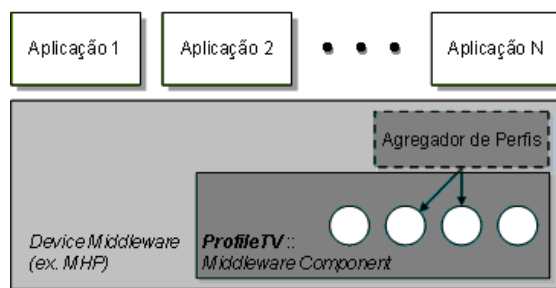 Aplicação 1
Aplicação 2
• • •
Aplicação N
Agregador de Perfis
Device Middleware
(ex. MHP)
ProfileTV ::
Middleware Component